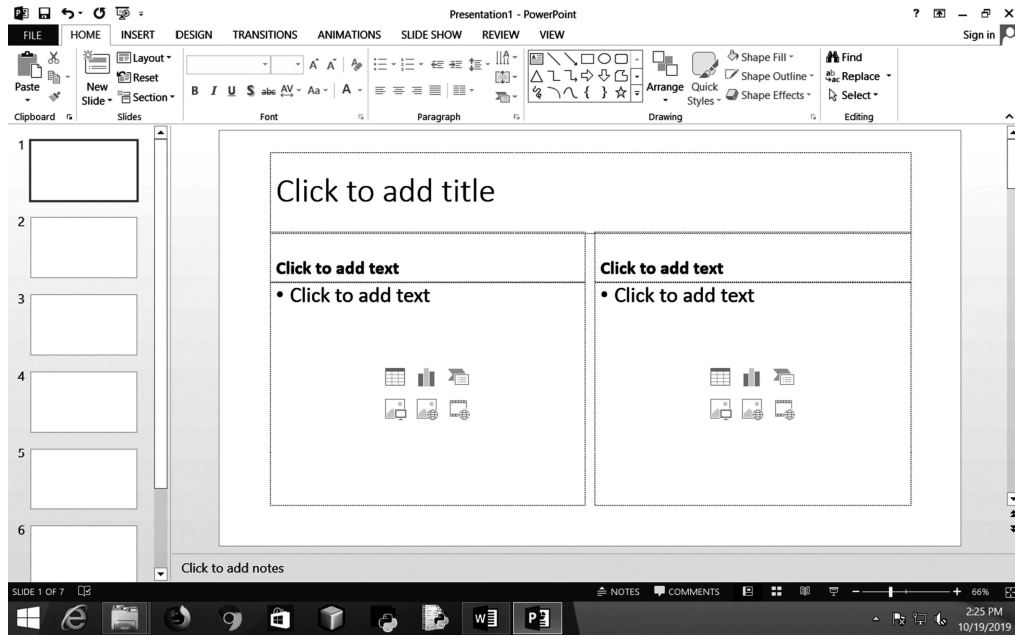 Presentation1 - PowerPoint
?
FILE HOME INSERT DESIGN TRANSITIONS ANIMATIONS SLIDE SHOW REVIEW VIEW Sign in
Paste
Clipboard
New
Slide
Layout
Reset
Section
Slides
B I U S abc AV Aa A
Font
Paragraph
Arrange
Quick
Styles
Shape Fill
Shape Outline
Shape Effects
Drawing
Find
Replace
Select
Editing
1
2
3
4
5
6
Click to add title
Click to add text
• Click to add text
Click to add text
• Click to add text
Click to add notes
SLIDE 1 OF 7
NOTES COMMENTS 66%
2:25 PM
10/19/2019